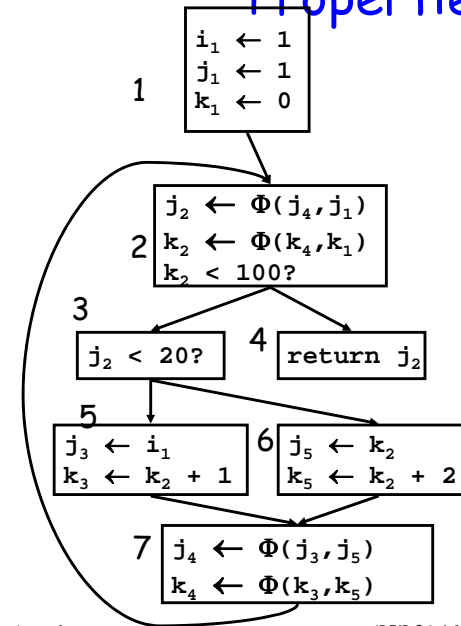 1
i₁ ← 1
j₁ ← 1
k₁ ← 0
2
j₂ ← Φ(j₄,j₁)
k₂ ← Φ(k₄,k₁)
k₂ < 100?
3
j₂ < 20?
4
return j₂
5
j₃ ← i₁
k₃ ← k₂ + 1
6
j₅ ← k₂
k₅ ← k₂ + 2
7
j₄ ← Φ(j₃,j₅)
k₄ ← Φ(k₃,k₅)